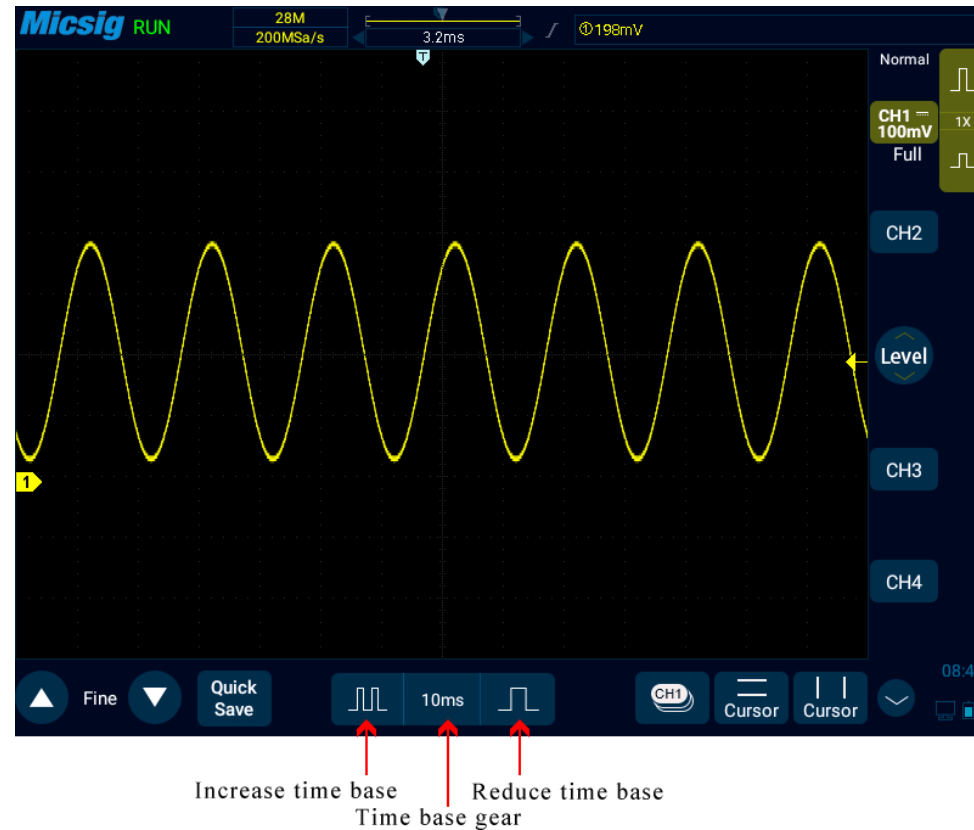 Micsig RUN
28M
200MSa/s
3.2ms
①198mV
T
Normal
CH1
100mV
1X
Full
CH2
Level
CH3
1
CH4
08:4
Fine
Quick
Save
10ms
CH1
Cursor
Cursor
Increase time base
Reduce time base
Time base gear